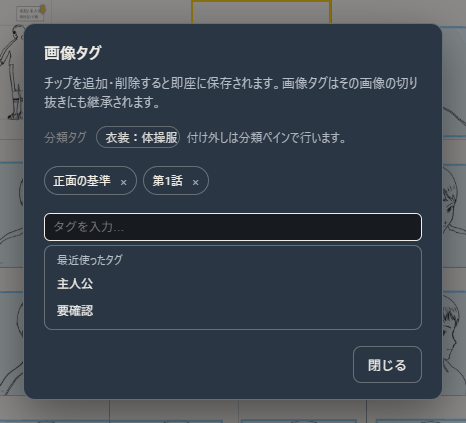 画像タグ
チップを追加・削除すると即座に保存されます。画像タグはその画像の切り
抜きにも継承されます。
分類タグ 衣装：体操服 付け外しは分類ペインで行います。
正面の基準 × 第1話 ×
タグを入力...
最近使ったタグ
主人公
要確認
閉じる